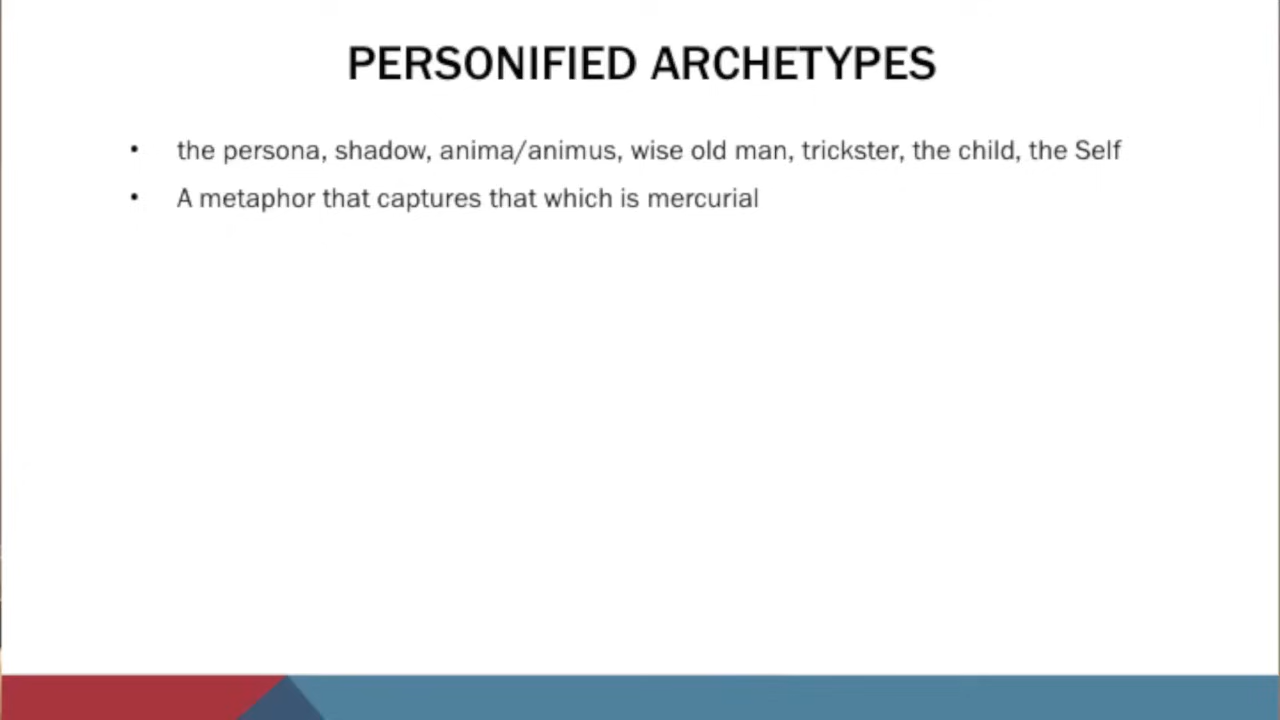 PERSONIFIED ARCHETYPES
• the persona, shadow, anima/animus, wise old man, trickster, the child, the Self
• A metaphor that captures that which is mercurial